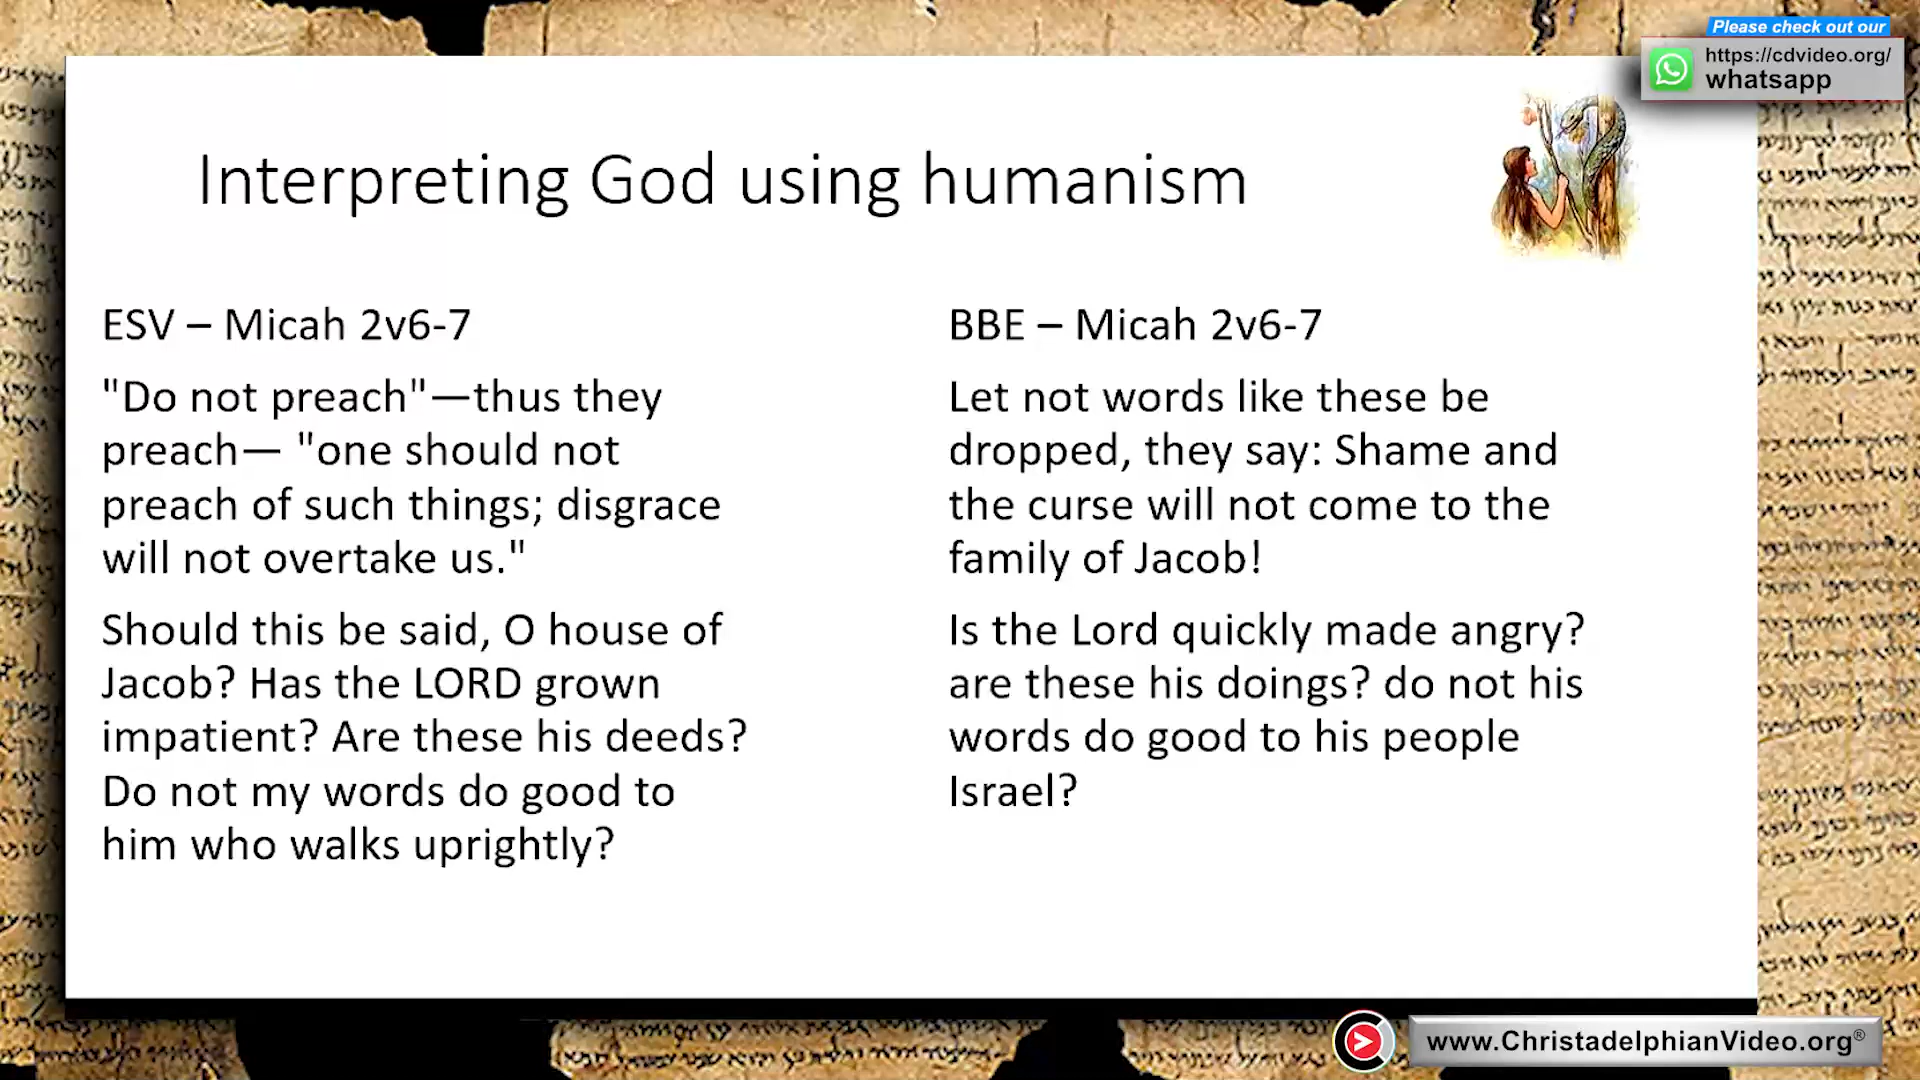 Please check out our
https://cdvideo.org/
whatsapp
Interpreting God using humanism
ESV – Micah 2v6-7
"Do not preach"—thus they
preach— "one should not
preach of such things; disgrace
will not overtake us."
Should this be said, O house of
Jacob? Has the LORD grown
impatient? Are these his deeds?
Do not my words do good to
him who walks uprightly?
BBE – Micah 2v6-7
Let not words like these be
dropped, they say: Shame and
the curse will not come to the
family of Jacob!
Is the Lord quickly made angry?
are these his doings? do not his
words do good to his people
Israel?
www.ChristadelphianVideo.org®